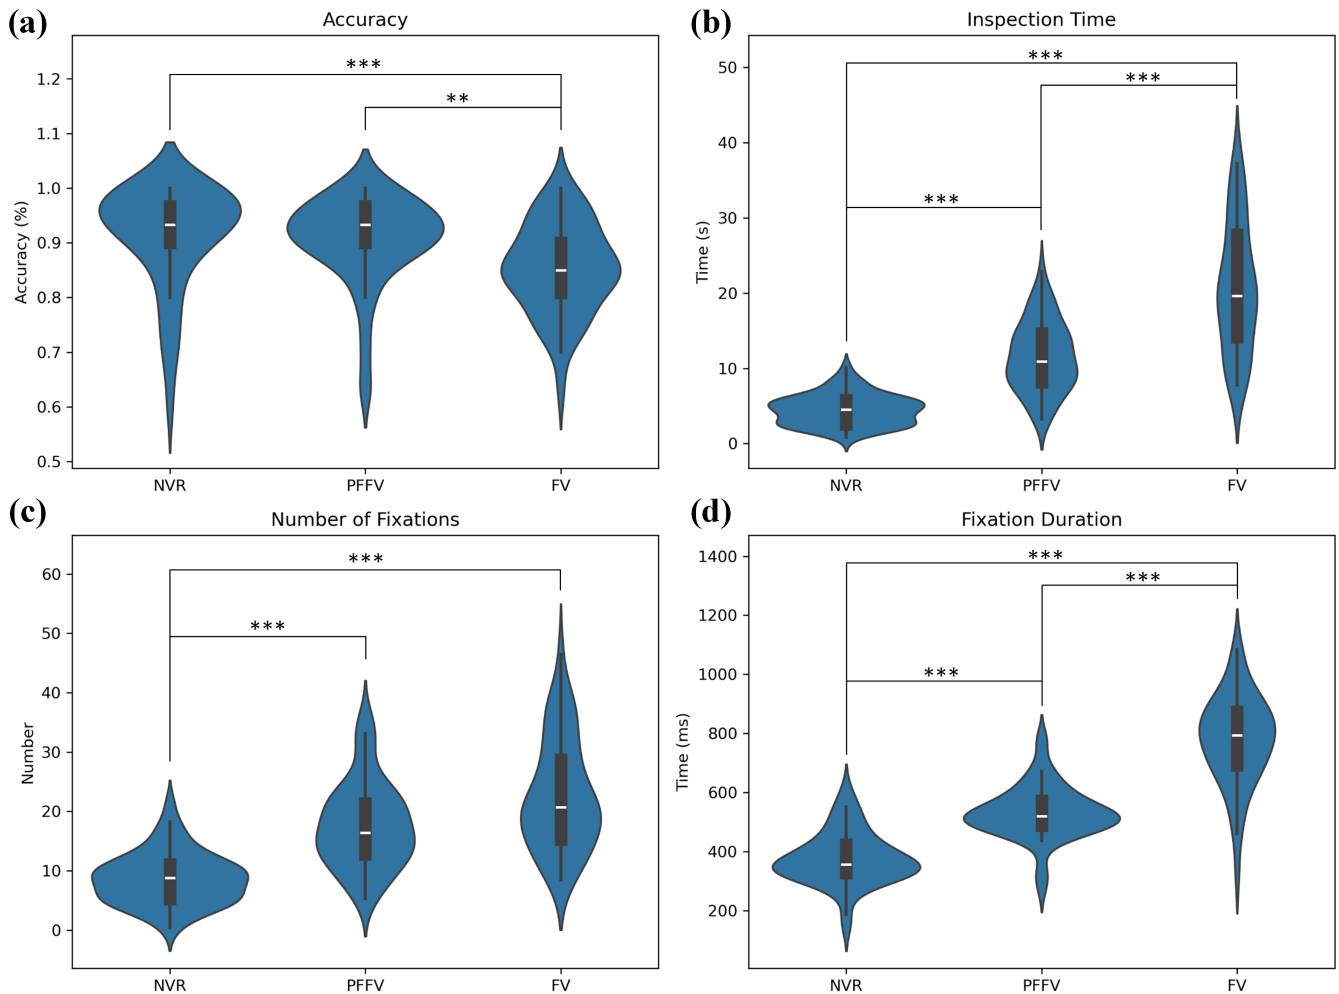 (a)
Accuracy
Accuracy (%)
1.2
1.1
1.0
0.9
0.8
0.7
0.6
0.5
***
**
NVR PFFV FV
(b)
Inspection Time
Time (s)
50
40
30
20
10
0
***
***
***
NVR PFFV FV
(c)
Number of Fixations
Number
60
50
40
30
20
10
0
***
***
NVR PFFV FV
(d)
Fixation Duration
Time (ms)
1400
1200
1000
800
600
400
200
***
***
***
NVR PFFV FV